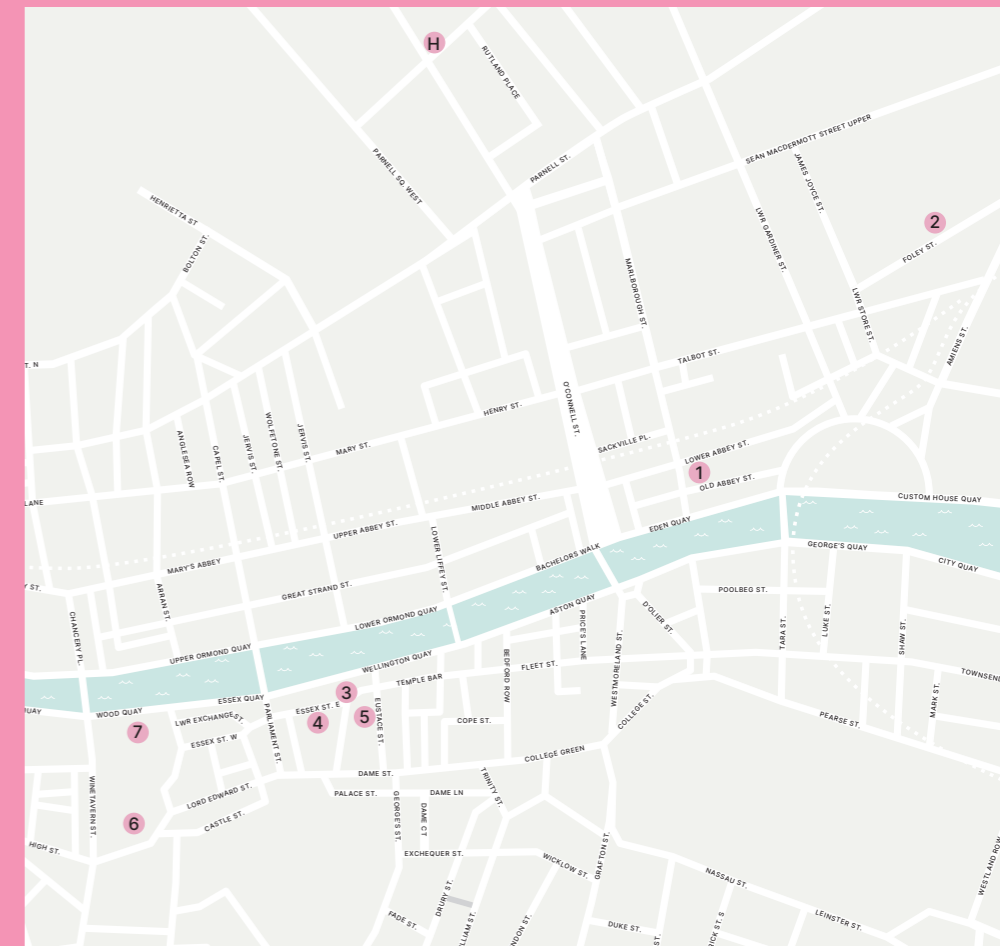 H
RUTLAND PLACE
SEAN MACDERMOTT STREET UPPER
PARNELL ST.
JAMES JOYCE ST.
PARNELL SQ. WEST
HENRIETTA ST
BOLTON ST.
LWR GARDINER ST.
2
FOLEY ST.
MARLBOROUGH ST.
LWR STORE ST.
AMIENS ST.
TALBOT ST.
T. N
O'CONNELL ST.
HENRY ST.
WOLFETONE ST.
JERVIS ST.
ANGLESEA ROW
CAPEL ST.
JERVIS ST.
MARY ST.
SACKVILLE PL.
LOWER ABBEY ST.
1
OLD ABBEY ST.
LANE
MIDDLE ABBEY ST.
CUSTOM HOUSE QUAY
UPPER ABBEY ST.
EDEN QUAY
LOWER LIFFEY ST.
BACHELORS WALK
GEORGE'S QUAY
CITY QUAY
MARY'S ABBEY
Y ST.
ARRAN ST.
GREAT STRAND ST.
POOLBEG ST.
ASTON QUAY
D'OLIER ST.
CHANCERY PL.
LOWER ORMOND QUAY
PRICE'S LANE
TARA ST.
LUKE ST.
SHAW ST.
UPPER ORMOND QUAY
WELLINGTON QUAY
BEDFORD ROW
FLEET ST.
WESTMORELAND ST.
TEMPLE BAR
TOWNSEND
MARK ST.
3
ESSEX QUAY
UAY
WOOD QUAY
LWR EXCHANGE ST.
ESSEX ST. E
4
5
EUSTACE ST.
COPE ST.
COLLEGE ST.
PEARSE ST.
7
ESSEX ST. W
PARLIAMENT ST.
COLLEGE GREEN
DAME ST.
TRINITY ST.
WINETAVERN ST.
LORD EDWARD ST.
PALACE ST.
GEORGE'S ST.
DAME LN
DAME CT
CASTLE ST.
6
HIGH ST.
EXCHEQUER ST.
WICKLOW ST.
GRAFTON ST.
NASSAU ST.
WESTLAND ROW
DRURY ST.
FADE ST.
LLIAM ST.
NDON ST.
DUKE ST.
ST.
ICK ST. S
LEINSTER ST.